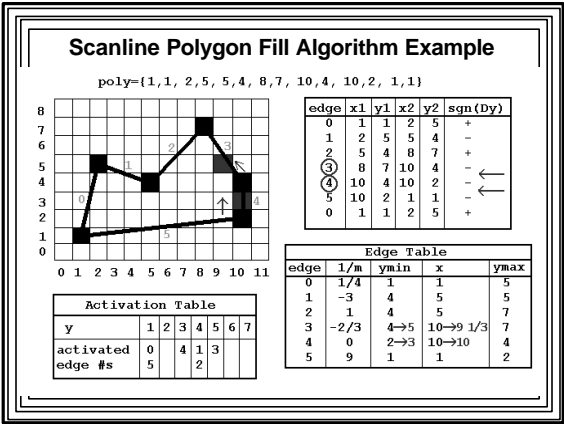 Scanline Polygon Fill Algorithm Example
poly={1,1, 2,5, 5,4, 8,7, 10,4, 10,2, 1,1}
8
7
6
5
4
3
2
1
0
0 1 2 3 4 5 6 7 8 9 10 11
0
1
2
3
4
5
edge x1 y1 x2 y2 sgn(Dy)
0 1 1 2 5 +
1 2 5 5 4 -
2 5 4 8 7 +
3 8 7 10 4 - ←
4 10 4 10 2 - ←
5 10 2 1 1 -
0 1 1 2 5 +
Edge Table
edge 1/m ymin x ymax
0 1/4 1 1 5
1 -3 4 5 5
2 1 4 5 7
3 -2/3 4→5 10→9 1/3 7
4 0 2→3 10→10 4
5 9 1 1 2
Activation Table
y 1 2 3 4 5 6 7
activated 0 4 1 3
edge #s 5 2